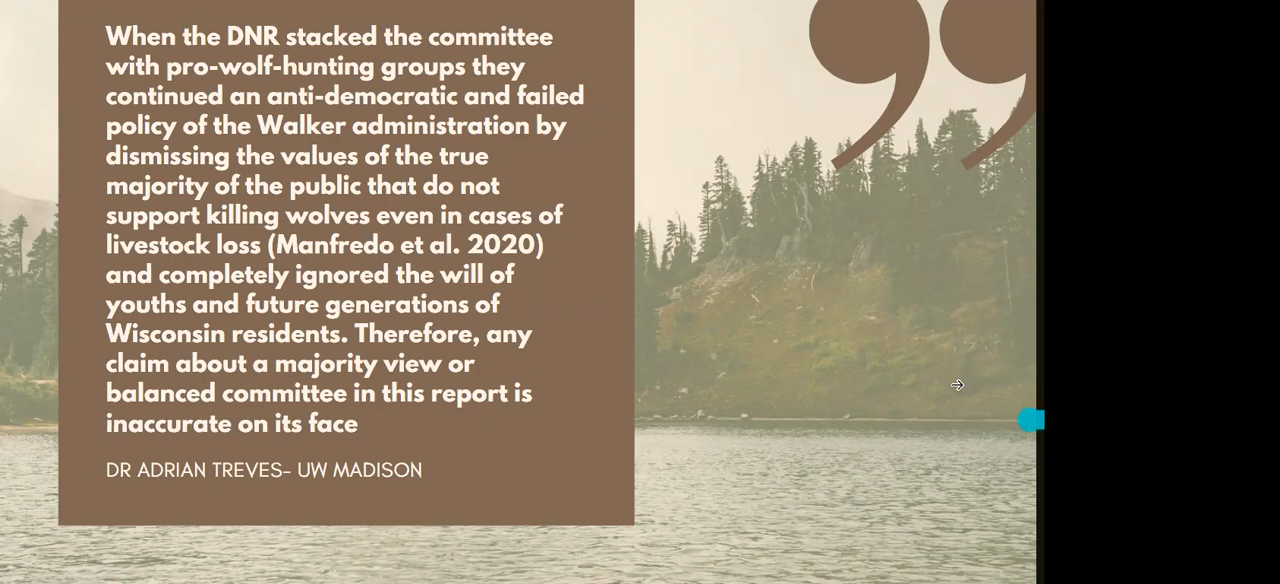 When the DNR stacked the committee
with pro-wolf-hunting groups they
continued an anti-democratic and failed
policy of the Walker administration by
dismissing the values of the true
majority of the public that do not
support killing wolves even in cases of
livestock loss (Manfredo et al. 2020)
and completely ignored the will of
youths and future generations of
Wisconsin residents. Therefore, any
claim about a majority view or
balanced committee in this report is
inaccurate on its face
DR ADRIAN TREVES– UW MADISON